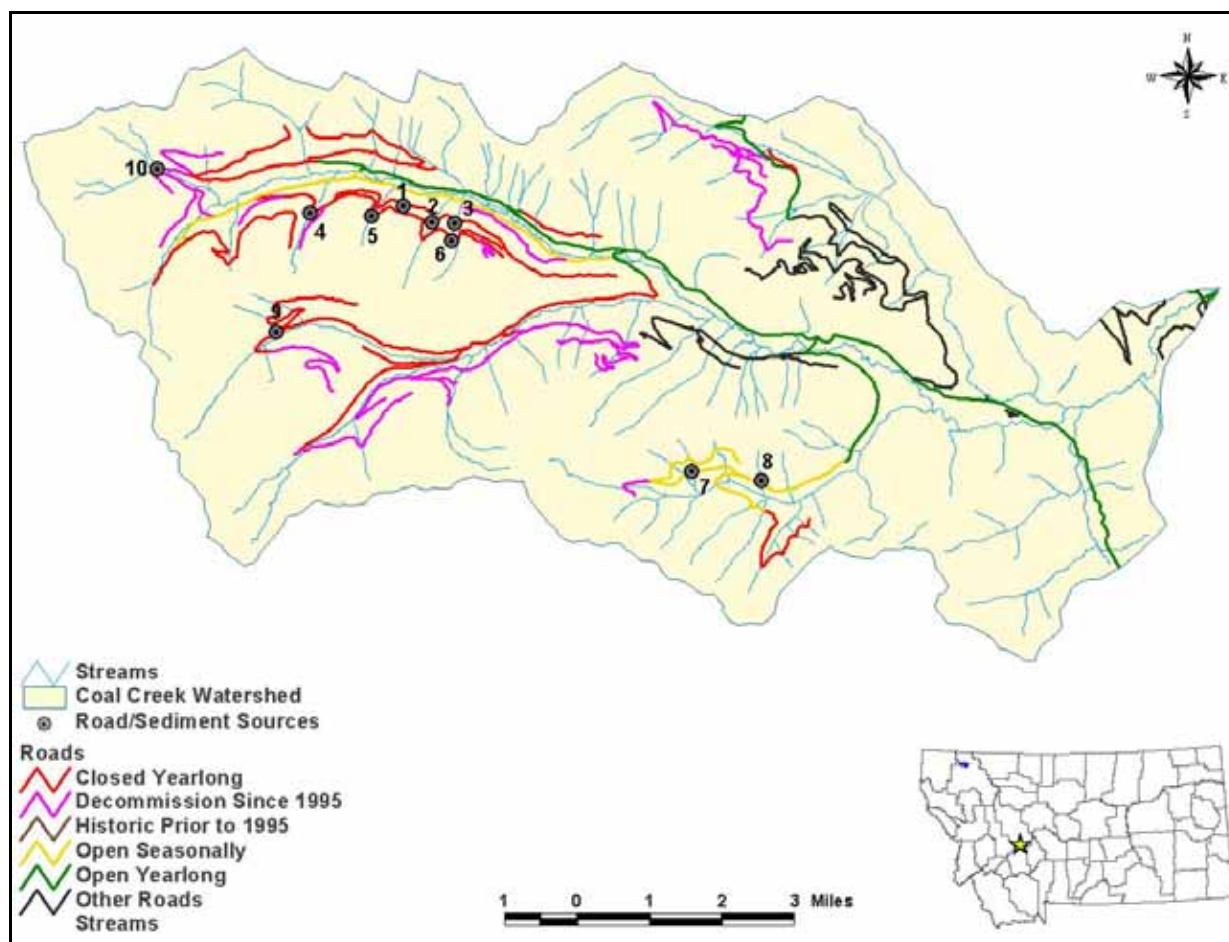 N
W E
S
10
1
2
3
4
5
6
9
7
8
Streams
Coal Creek Watershed
Road/Sediment Sources
Roads
Closed Yearlong
Decommission Since 1995
Historic Prior to 1995
Open Seasonally
Open Yearlong
Other Roads
Streams
1 0 1 2 3 Miles